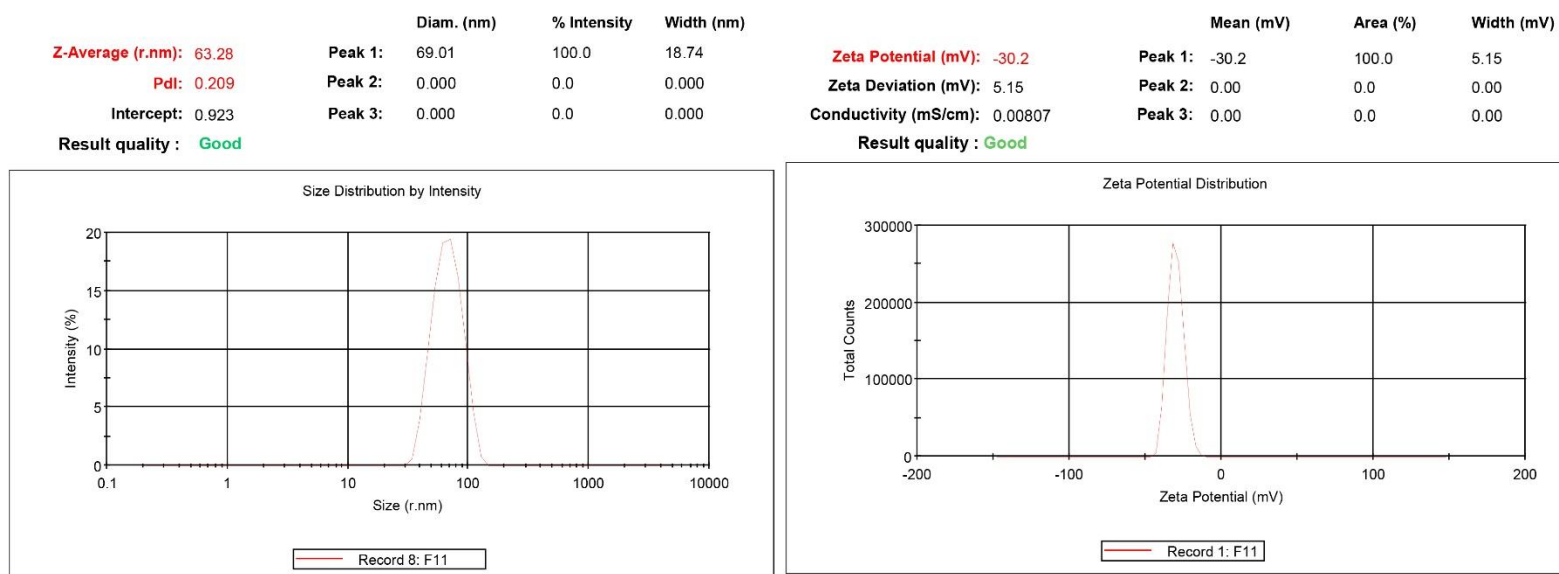 Diam. (nm) % Intensity Width (nm)
Z-Average (r.nm): 63.28 Peak 1: 69.01 100.0 18.74
PdI: 0.209 Peak 2: 0.000 0.0 0.000
Intercept: 0.923 Peak 3: 0.000 0.0 0.000
Result quality : Good
Size Distribution by Intensity
20
15
10
5
0
Intensity (%)
0.1 1 10 100 1000 10000
Size (r.nm)
Record 8: F11
Mean (mV) Area (%) Width (mV)
Zeta Potential (mV): -30.2 Peak 1: -30.2 100.0 5.15
Zeta Deviation (mV): 5.15 Peak 2: 0.00 0.0 0.00
Conductivity (mS/cm): 0.00807 Peak 3: 0.00 0.0 0.00
Result quality : Good
Zeta Potential Distribution
300000
200000
100000
0
Total Counts
-200 -100 0 100 200
Zeta Potential (mV)
Record 1: F11